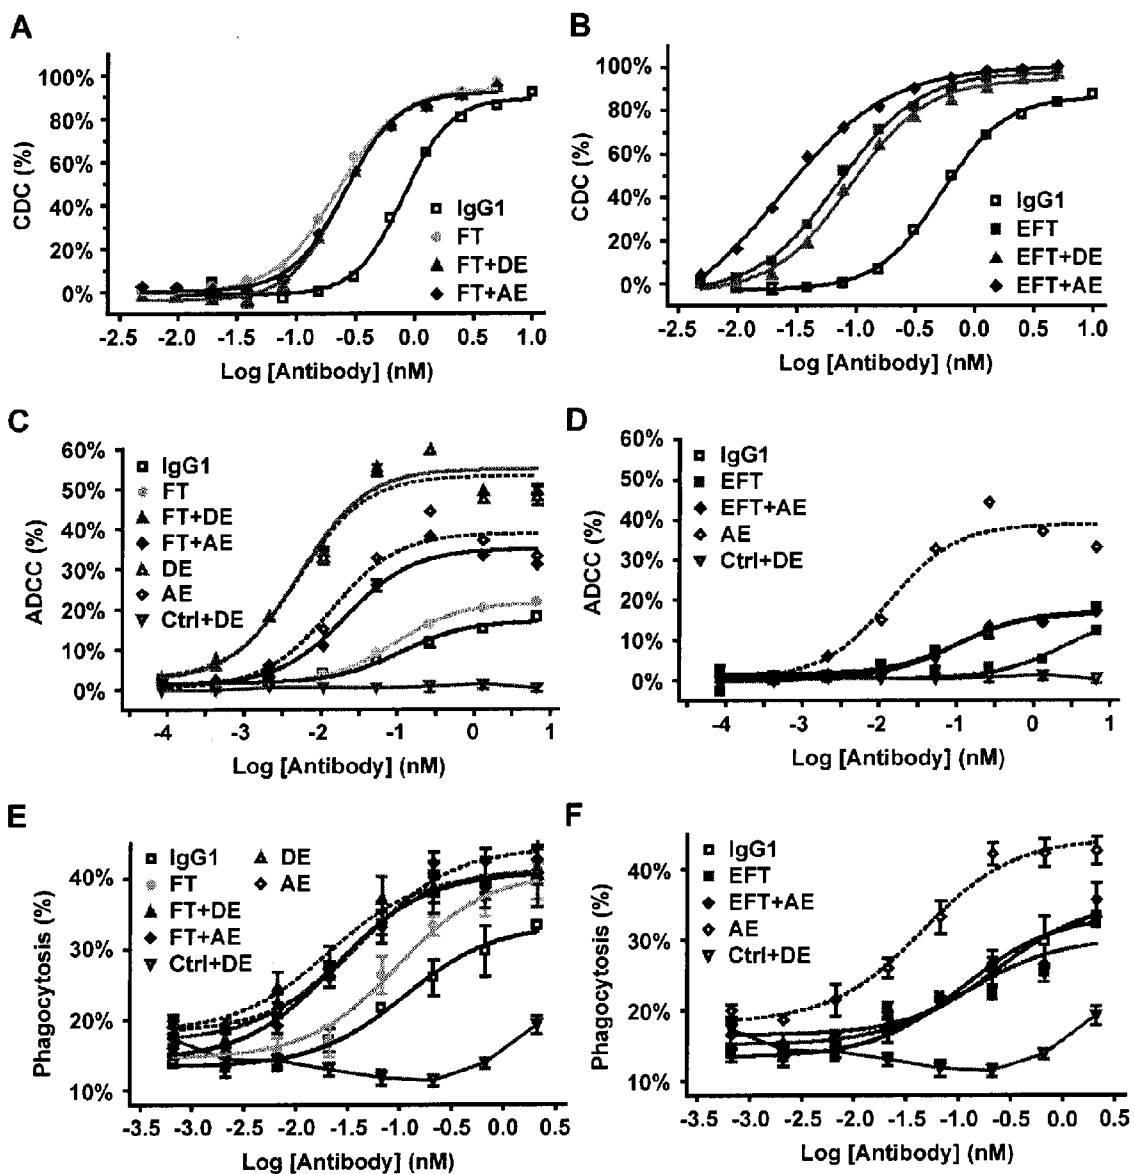 A
100%
80%
60%
40%
20%
0%
CDC (%)
IgG1
FT
FT+DE
FT+AE
-2.5 -2.0 -1.5 -1.0 -0.5 0.0 0.5 1.0
Log [Antibody] (nM)
B
100%
80%
60%
40%
20%
0%
CDC (%)
IgG1
EFT
EFT+DE
EFT+AE
-2.5 -2.0 -1.5 -1.0 -0.5 0.0 0.5 1.0
Log [Antibody] (nM)
C
60%
50%
40%
30%
20%
10%
0%
ADCC (%)
IgG1
FT
FT+DE
FT+AE
DE
AE
Ctrl+DE
-4 -3 -2 -1 0 1
Log [Antibody] (nM)
D
60%
50%
40%
30%
20%
10%
0%
ADCC (%)
IgG1
EFT
EFT+AE
AE
Ctrl+DE
-4 -3 -2 -1 0 1
Log [Antibody] (nM)
E
40%
30%
20%
10%
Phagocytosis (%)
IgG1 DE
FT AE
FT+DE
FT+AE
Ctrl+DE
-3.5 -3.0 -2.5 -2.0 -1.5 -1.0 -0.5 0.0 0.5
Log [Antibody] (nM)
F
40%
30%
20%
10%
Phagocytosis (%)
IgG1
EFT
EFT+AE
AE
Ctrl+DE
-3.5 -3.0 -2.5 -2.0 -1.5 -1.0 -0.5 0.0 0.5
Log [Antibody] (nM)